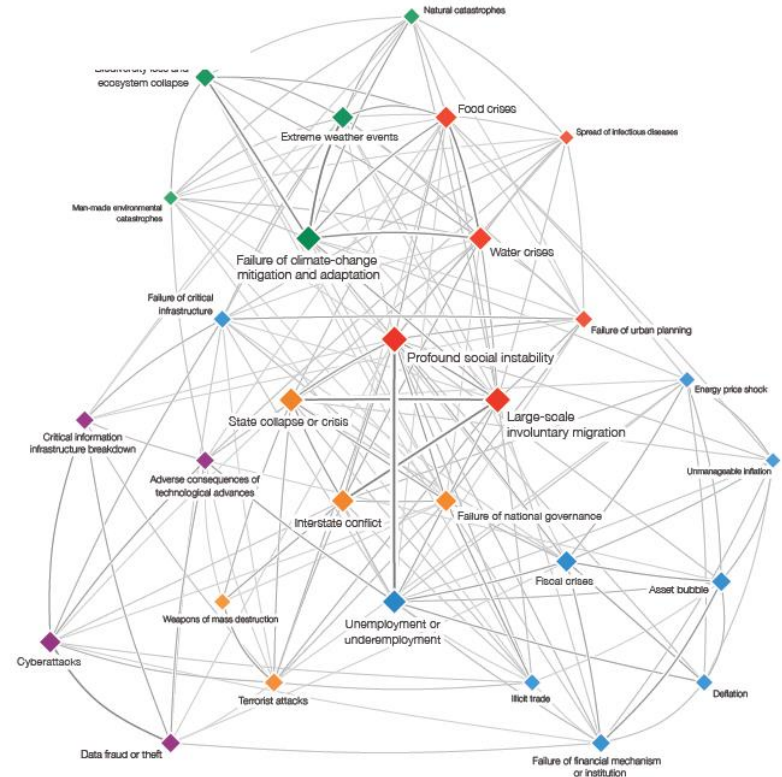 Natural catastrophes
Biodiversity loss and
ecosystem collapse
Food crises
Extreme weather events
Spread of infectious diseases
Man-made environmental
catastrophes
Water crises
Failure of climate-change
mitigation and adaptation
Failure of critical
infrastructure
Failure of urban planning
Profound social instability
Energy price shock
State collapse or crisis
Large-scale
involuntary migration
Critical information
infrastructure breakdown
Unmanageable inflation
Adverse consequences of
technological advances
Interstate conflict
Failure of national governance
Fiscal crises
Asset bubble
Weapons of mass destruction
Unemployment or
underemployment
Cyberattacks
Terrorist attacks
Illicit trade
Deflation
Data fraud or theft
Failure of financial mechanism
or institution